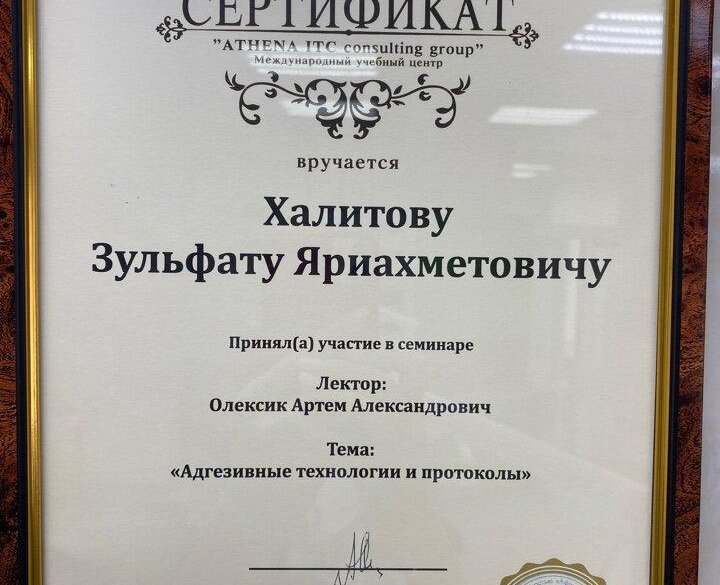 СЕРТИФИКАТ
"ATHENA ITC consulting group"
Международный учебный центр
вручается
Халитову
Зульфату Яриахметовичу
Принял(а) участие в семинаре
Лектор:
Олексик Артем Александрович
Тема:
«Адгезивные технологии и протоколы»